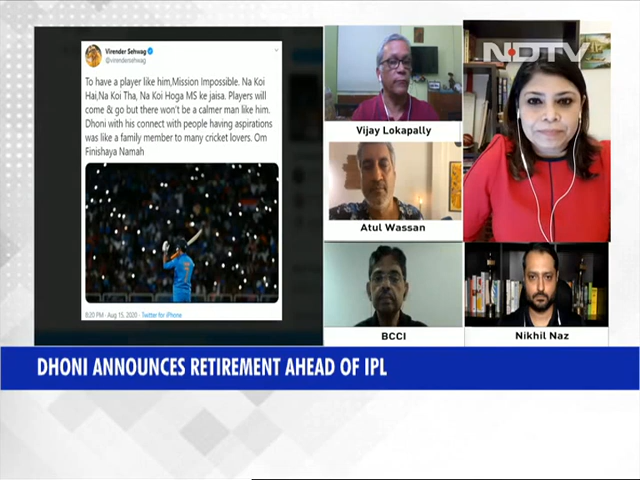 Virender Sehwag
@virendersehwag
To have a player like him,Mission Impossible. Na Koi
Hai,Na Koi Tha, Na Koi Hoga MS ke jaisa. Players will
come & go but there won't be a calmer man like him.
Dhoni with his connect with people having aspirations
was like a family member to many cricket lovers. Om
Finishaya Namah
7
8:20 PM - Aug 15, 2020 - Twitter for iPhone
NDTV
Vijay Lokapally
Atul Wassan
BCCI
Nikhil Naz
DHONI ANNOUNCES RETIREMENT AHEAD OF IPL